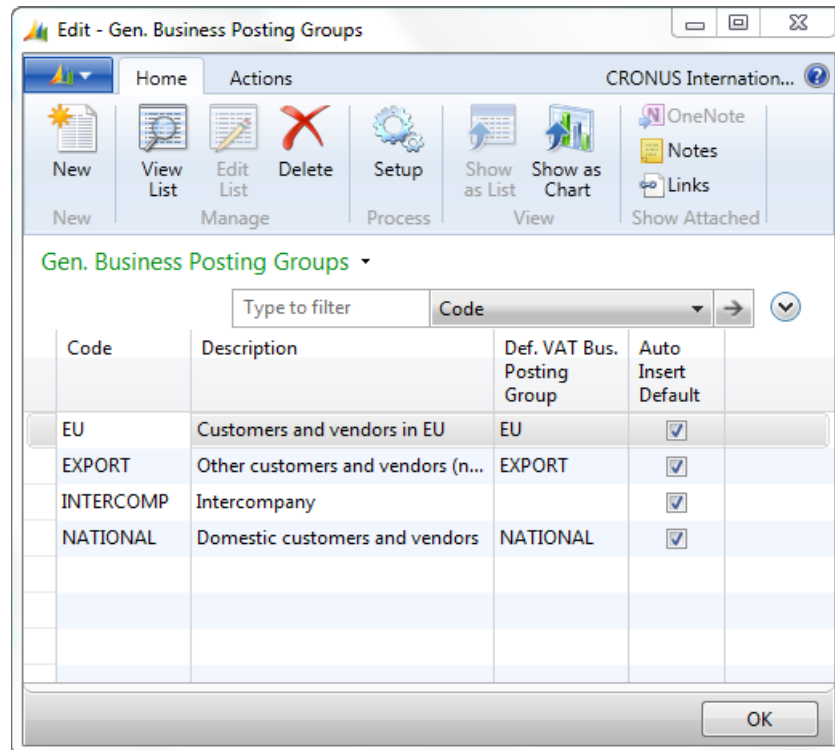 Edit - Gen. Business Posting Groups
Home Actions CRONUS Internation...
New View List Edit List Delete Setup Show as List Show as Chart OneNote Notes Links
New Manage Process View Show Attached
Gen. Business Posting Groups
Type to filter Code
Code Description Def. VAT Bus. Posting Group Auto Insert Default
EU Customers and vendors in EU EU
EXPORT Other customers and vendors (n... EXPORT
INTERCOMP Intercompany
NATIONAL Domestic customers and vendors NATIONAL
OK